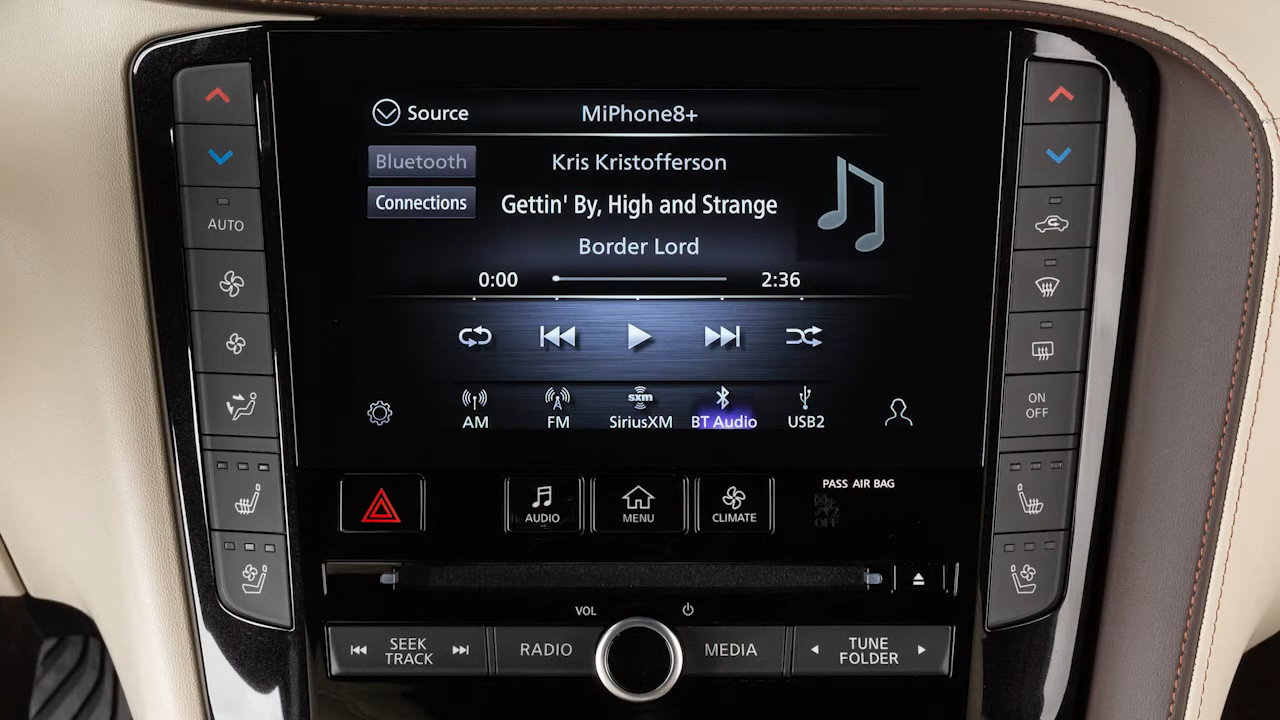 Source
MiPhone8+
Bluetooth
Kris Kristofferson
Connections
Gettin' By, High and Strange
Border Lord
0:00
2:36
AUTO
sxm
AM
FM
SiriusXM
BT Audio
USB2
ON
OFF
PASS AIR BAG
OFF
AUDIO
MENU
CLIMATE
VOL
SEEK
TRACK
RADIO
MEDIA
TUNE
FOLDER